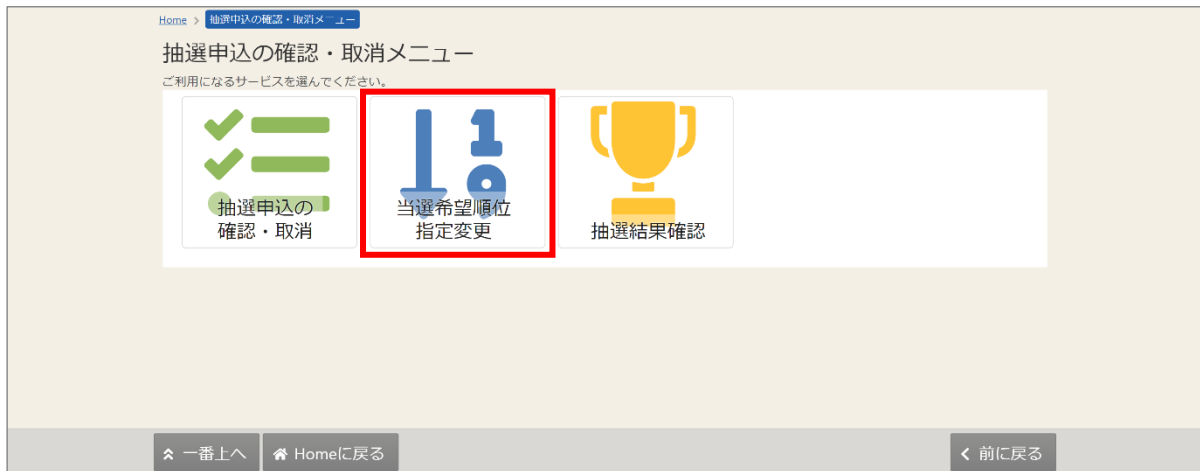 Home > 抽選申込の確認・取消メニュー
抽選申込の確認・取消メニュー
ご利用になるサービスを選んでください。
抽選申込の
確認・取消
当選希望順位
指定変更
抽選結果確認
一番上へ
Homeに戻る
前に戻る